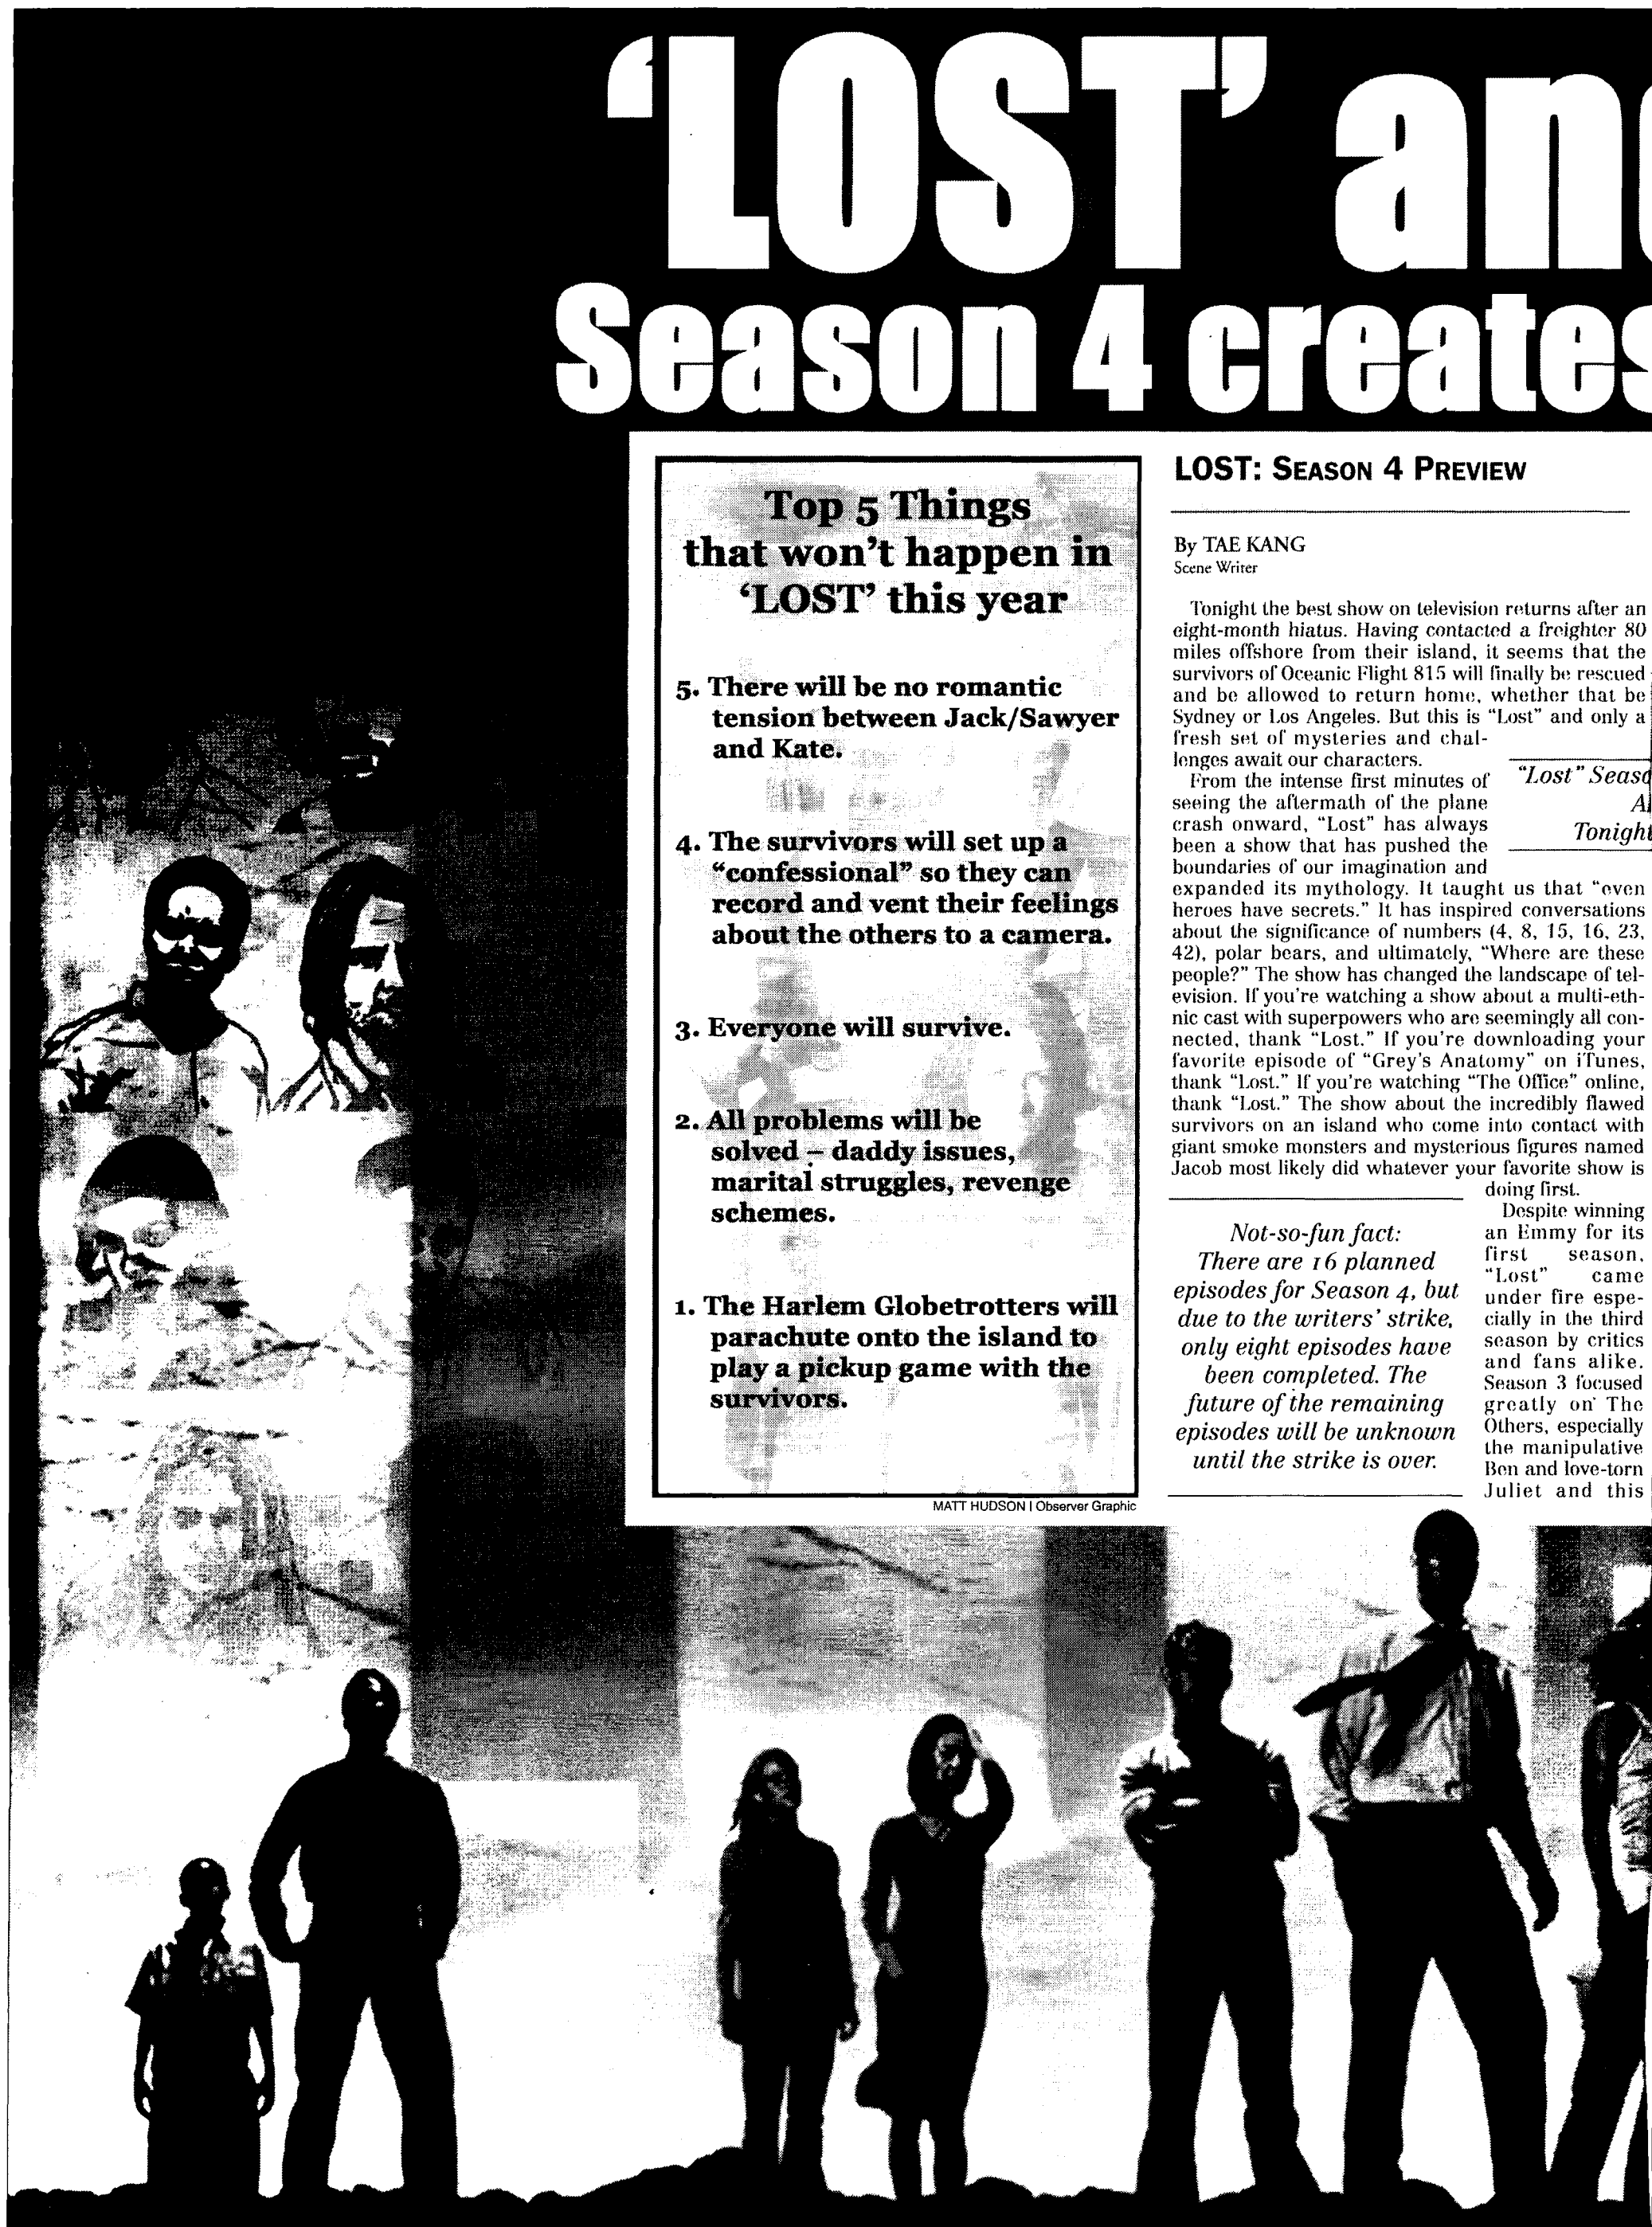 ‘LOST’ an
Season 4 creates
Top 5 Things
that won't happen in
‘LOST’ this year
5. There will be no romantic
tension between Jack/Sawyer
and Kate.
4. The survivors will set up a
“confessional” so they can
record and vent their feelings
about the others to a camera.
3. Everyone will survive.
2. All problems will be
solved – daddy issues,
marital struggles, revenge
schemes.
1. The Harlem Globetrotters will
parachute onto the island to
play a pickup game with the
survivors.
MATT HUDSON | Observer Graphic
LOST: SEASON 4 PREVIEW
By TAE KANG
Scene Writer
Tonight the best show on television returns after an
eight-month hiatus. Having contacted a freighter 80
miles offshore from their island, it seems that the
survivors of Oceanic Flight 815 will finally be rescued
and be allowed to return home, whether that be
Sydney or Los Angeles. But this is “Lost” and only a
fresh set of mysteries and chal-
lenges await our characters.
From the intense first minutes of
seeing the aftermath of the plane
crash onward, “Lost” has always
been a show that has pushed the
boundaries of our imagination and
expanded its mythology. It taught us that “even
heroes have secrets.” It has inspired conversations
about the significance of numbers (4, 8, 15, 16, 23,
42), polar bears, and ultimately, “Where are these
people?” The show has changed the landscape of tel-
evision. If you're watching a show about a multi-eth-
nic cast with superpowers who are seemingly all con-
nected, thank “Lost.” If you're downloading your
favorite episode of “Grey's Anatomy” on iTunes,
thank “Lost.” If you're watching “The Office” online,
thank “Lost.” The show about the incredibly flawed
survivors on an island who come into contact with
giant smoke monsters and mysterious figures named
Jacob most likely did whatever your favorite show is
doing first.
“Lost” Seaso
A
Tonight
Not-so-fun fact:
There are 16 planned
episodes for Season 4, but
due to the writers' strike,
only eight episodes have
been completed. The
future of the remaining
episodes will be unknown
until the strike is over.
Despite winning
an Emmy for its
first season,
“Lost” came
under fire espe-
cially in the third
season by critics
and fans alike.
Season 3 focused
greatly on The
Others, especially
the manipulative
Ben and love-torn
Juliet and this